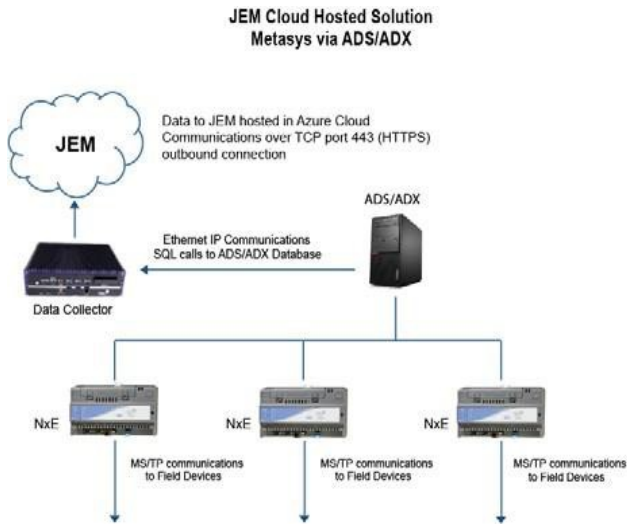 JEM Cloud Hosted Solution
Metasys via ADS/ADX
JEM
Data to JEM hosted in Azure Cloud
Communications over TCP port 443 (HTTPS)
outbound connection
ADS/ADX
Ethernet IP Communications
SQL calls to ADS/ADX Database
Data Collector
NxE
NxE
NxE
MS/TP communications
to Field Devices
MS/TP communications
to Field Devices
MS/TP communications
to Field Devices